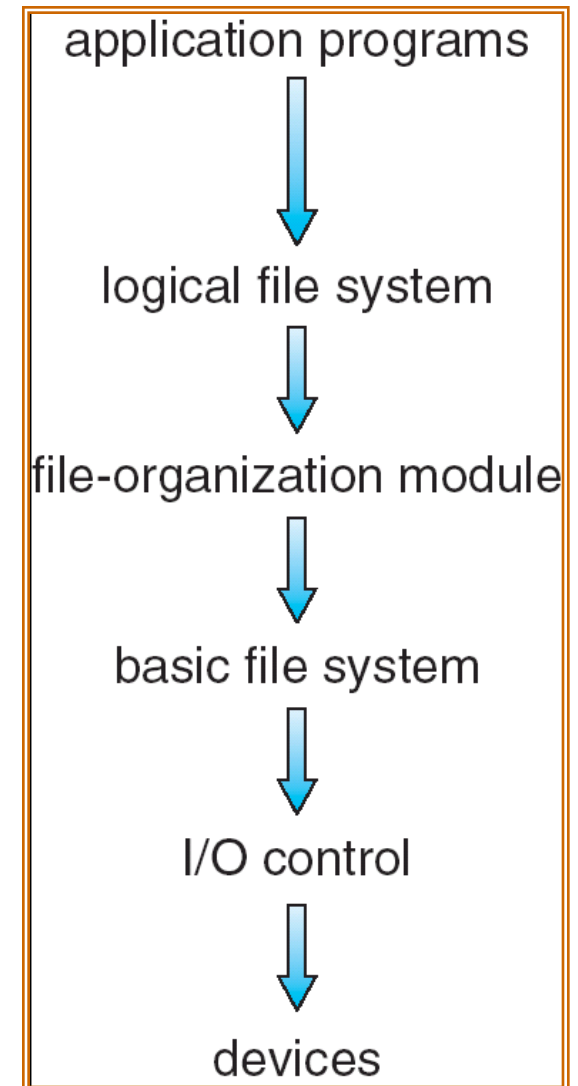 application programs
logical file system
file-organization module
basic file system
I/O control
devices